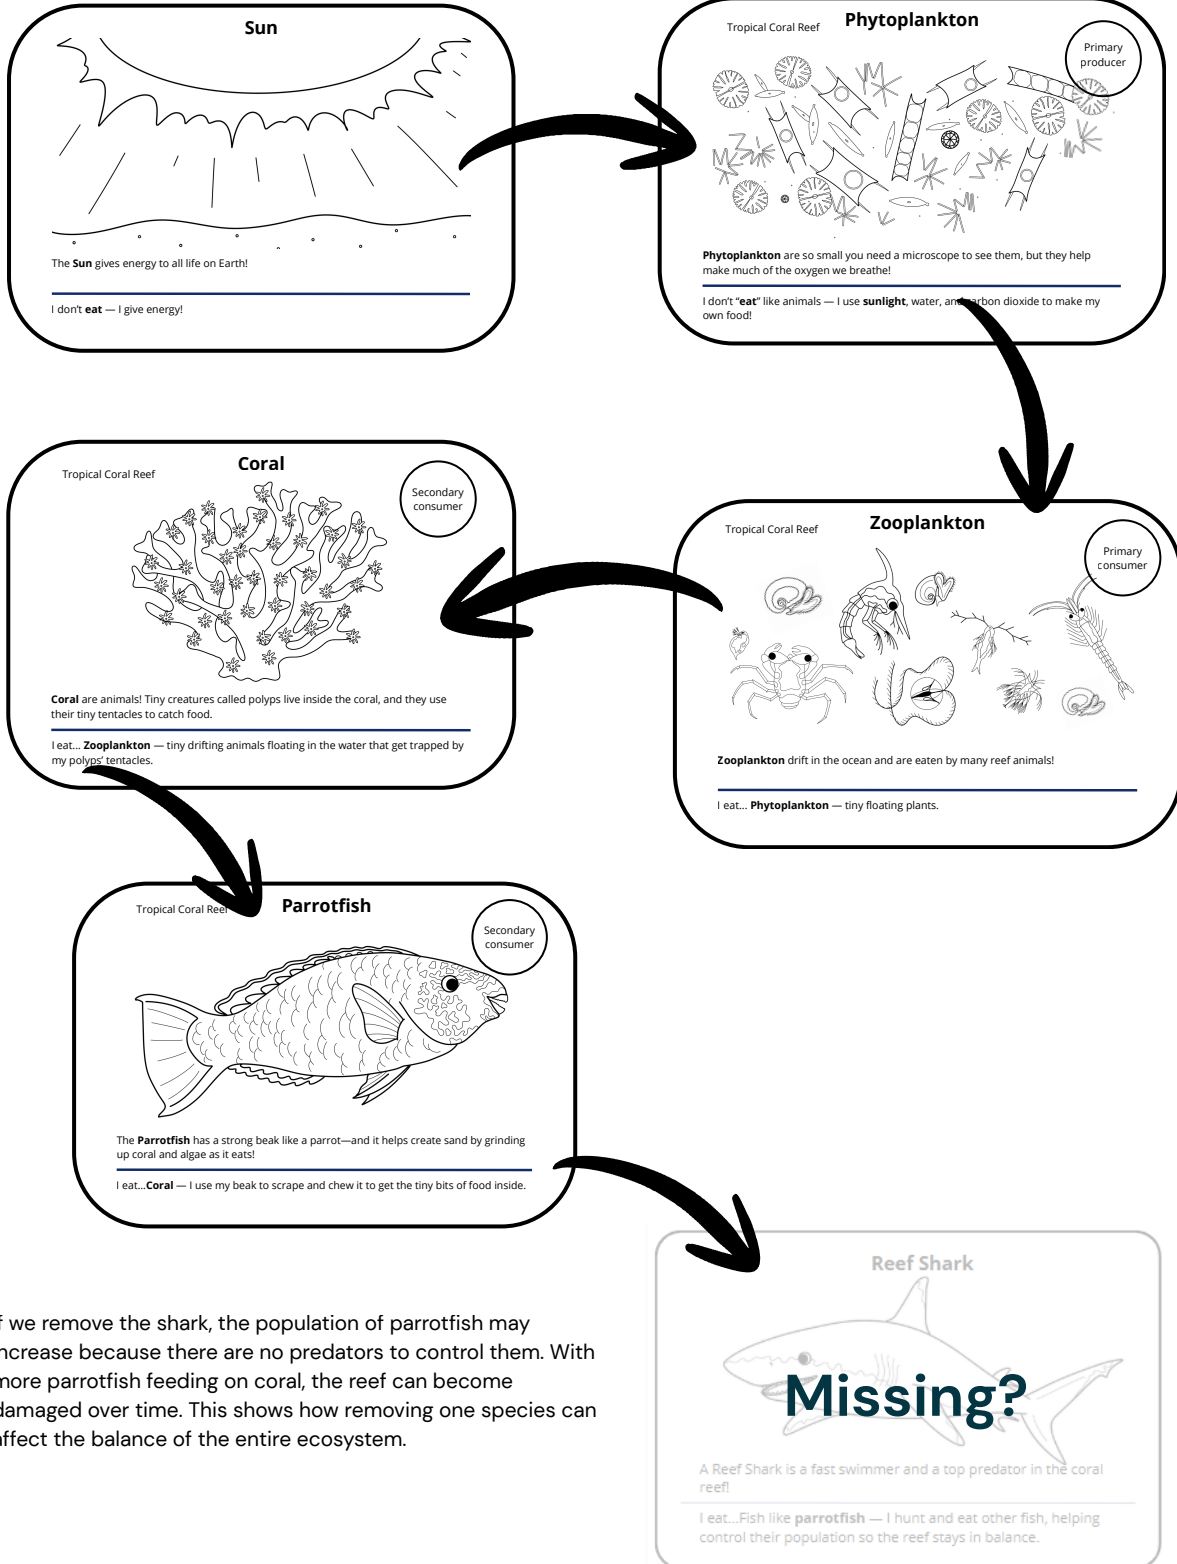 Sun
The Sun gives energy to all life on Earth!
I don't eat — I give energy!
Tropical Coral Reef
Phytoplankton
Primary
producer
Phytoplankton are so small you need a microscope to see them, but they help
make much of the oxygen we breathe!
I don't "eat" like animals — I use sunlight, water, and carbon dioxide to make my
own food!
Tropical Coral Reef
Zooplankton
Primary
consumer
Zooplankton drift in the ocean and are eaten by many reef animals!
I eat... Phytoplankton — tiny floating plants.
Tropical Coral Reef
Coral
Secondary
consumer
Coral are animals! Tiny creatures called polyps live inside the coral, and they use
their tiny tentacles to catch food.
I eat... Zooplankton — tiny drifting animals floating in the water that get trapped by
my polyps' tentacles.
Tropical Coral Reef
Parrotfish
Secondary
consumer
The Parrotfish has a strong beak like a parrot—and it helps create sand by grinding
up coral and algae as it eats!
I eat...Coral — I use my beak to scrape and chew it to get the tiny bits of food inside.
Reef Shark
Missing?
A Reef Shark is a fast swimmer and a top predator in the coral
reef!
I eat...Fish like parrotfish — I hunt and eat other fish, helping
control their population so the reef stays in balance.
f we remove the shark, the population of parrotfish may
ncrease because there are no predators to control them. With
more parrotfish feeding on coral, the reef can become
damaged over time. This shows how removing one species can
affect the balance of the entire ecosystem.